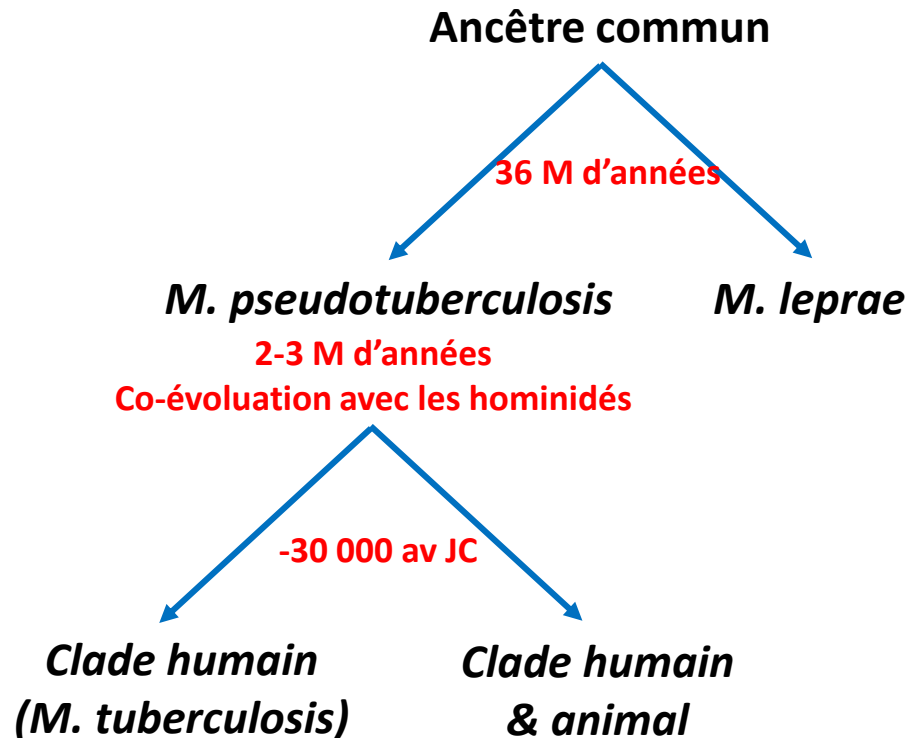 Ancêtre commun
36 M d'années
M. pseudotuberculosis
M. leprae
2-3 M d'années
Co-évoluation avec les hominidés
-30 000 av JC
Clade humain
(M. tuberculosis)
Clade humain
& animal